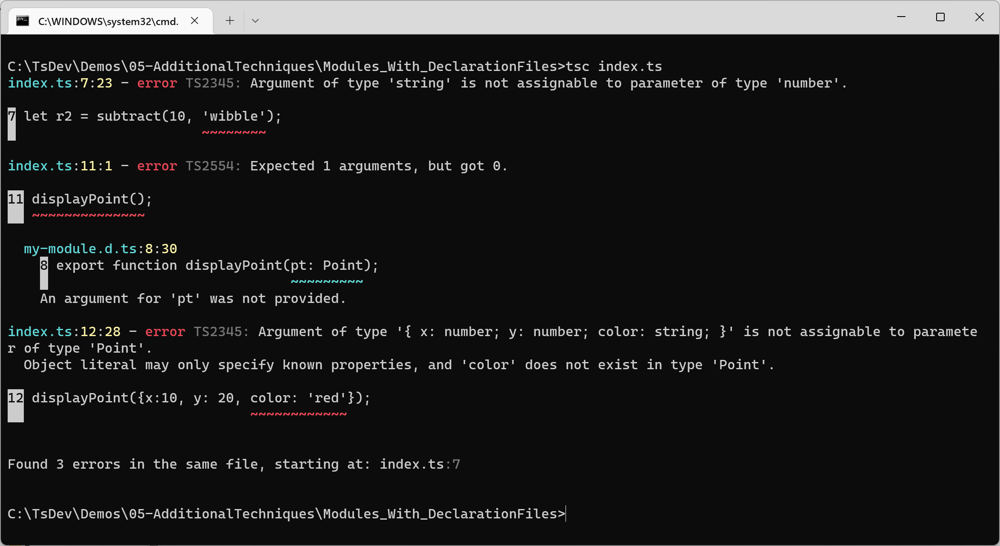 C:\WINDOWS\system32\cmd.
C:\TsDev\Demos\05-AdditionalTechniques\Modules_With_DeclarationFiles>tsc index.ts
index.ts:7:23 - error TS2345: Argument of type 'string' is not assignable to parameter of type 'number'.
7 let r2 = subtract(10, 'wibble');
~~~~~~~~
index.ts:11:1 - error TS2554: Expected 1 arguments, but got 0.
11 displayPoint();
~~~~~~~~~~~~~~
my-module.d.ts:8:30
8 export function displayPoint(pt: Point);
~~~~~~~~~
An argument for 'pt' was not provided.
index.ts:12:28 - error TS2345: Argument of type '{ x: number; y: number; color: string; }' is not assignable to paramete
r of type 'Point'.
Object literal may only specify known properties, and 'color' does not exist in type 'Point'.
12 displayPoint({x:10, y: 20, color: 'red'});
~~~~~~~~~~~~
Found 3 errors in the same file, starting at: index.ts:7
C:\TsDev\Demos\05-AdditionalTechniques\Modules_With_DeclarationFiles>